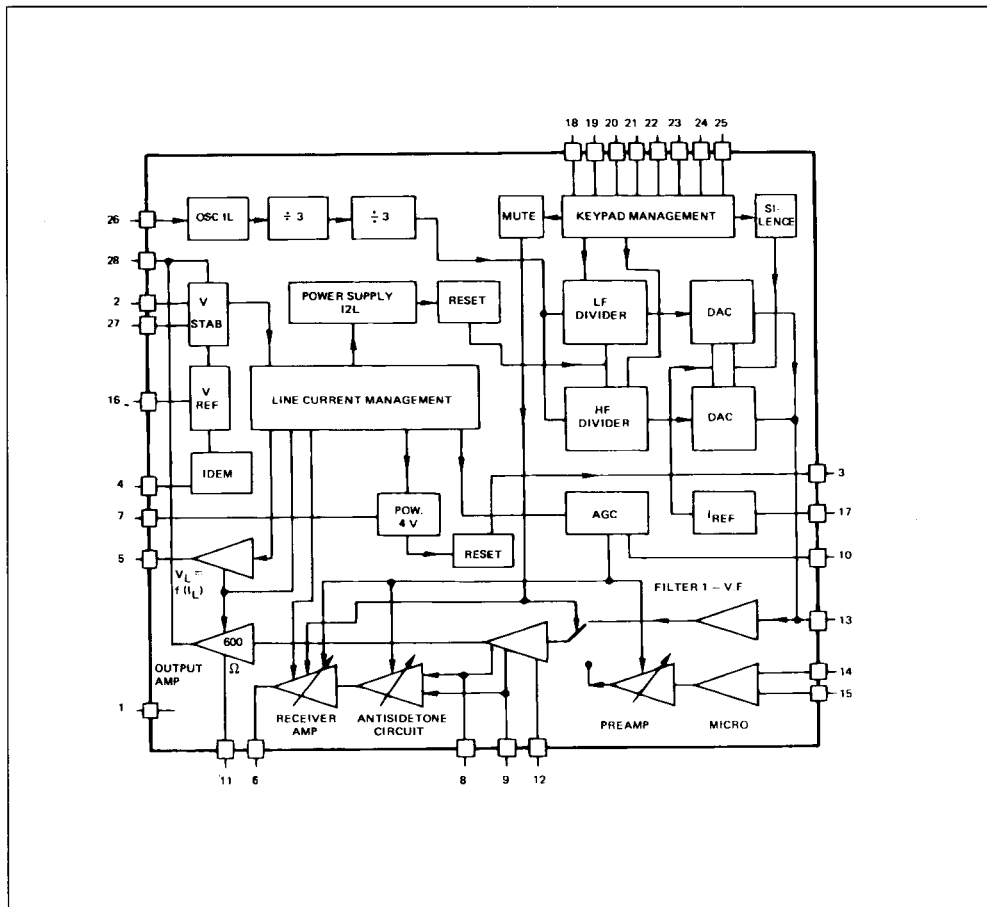 18 19 20 21 22 23 24 25
26
OSC 1L
÷ 3
÷ 3
MUTE
KEYPAD MANAGEMENT
SI-
LENCE
28
2
27
V
STAB
POWER SUPPLY
I2L
RESET
LF
DIVIDER
DAC
16
V
REF
LINE CURRENT MANAGEMENT
HF
DIVIDER
DAC
4
IDEM
3
7
POW.
4 V
AGC
IREF
17
5
RESET
10
VL =
f (IL)
FILTER 1 – VF
13
600
Ω
OUTPUT
AMP
14
15
1
RECEIVER
AMP
ANTISIDETONE
CIRCUIT
PREAMP
MICRO
11 6 8 9 12